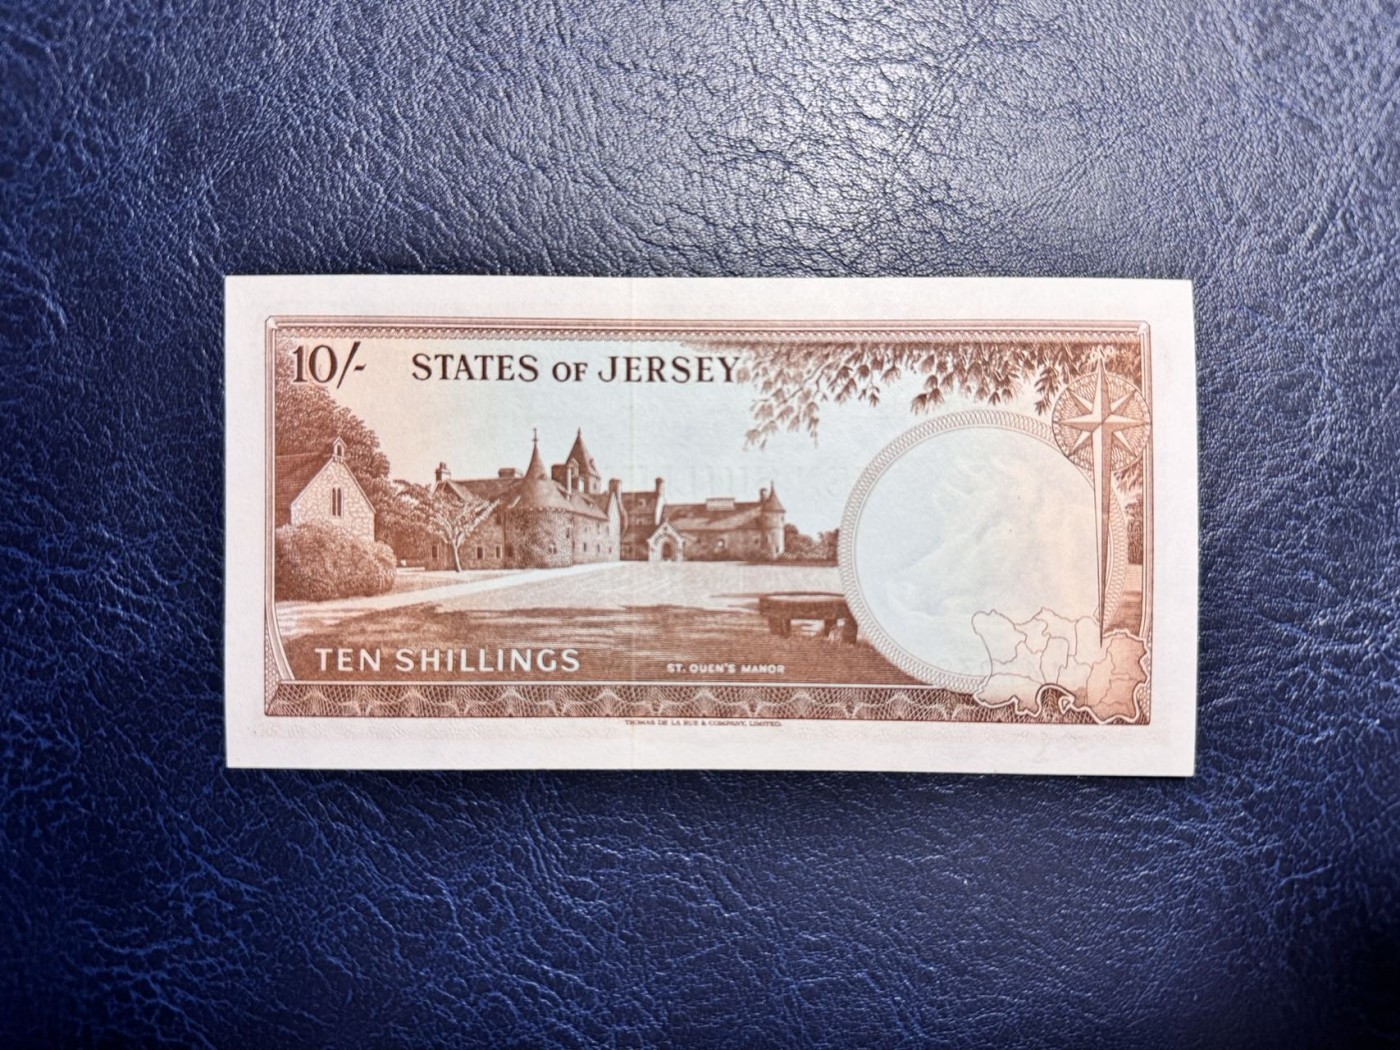 10/- STATES OF JERSEY
TEN SHILLINGS
ST. OUEN'S MANOR
THOMAS DE LA RUE & COMPANY, LIMITED.